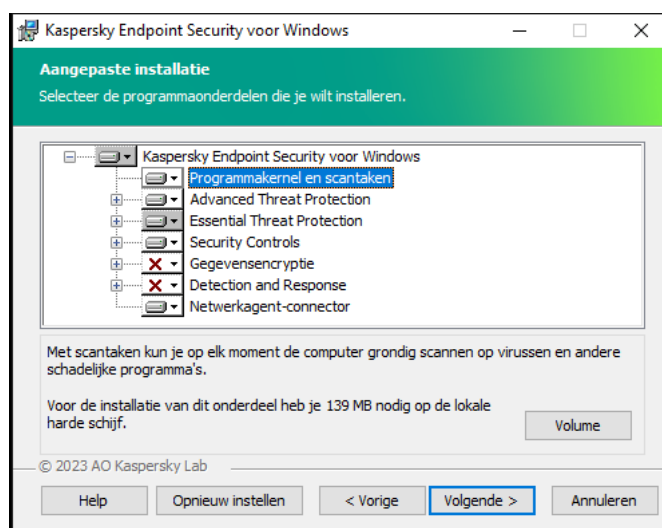 Kaspersky Endpoint Security voor Windows
Aangepaste installatie
Selecteer de programmaonderdelen die je wilt installeren.
Kaspersky Endpoint Security voor Windows
Programmakernel en scantaken
Advanced Threat Protection
Essential Threat Protection
Security Controls
Gegevensencryptie
Detection and Response
Netwerkagent-connector
Met scantaken kun je op elk moment de computer grondig scannen op virussen en andere
schadelijke programma's.
Voor de installatie van dit onderdeel heb je 139 MB nodig op de lokale
harde schijf.
Volume
© 2023 AO Kaspersky Lab
Help Opnieuw instellen < Vorige Volgende > Annuleren